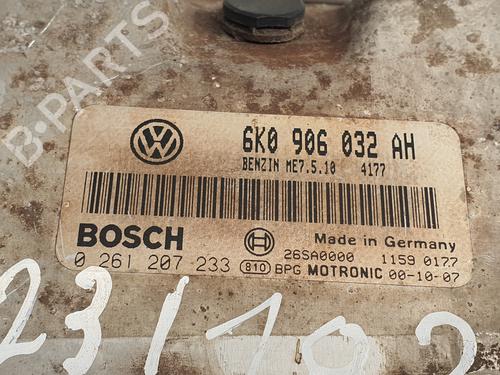 B-PARTS
VW
6K0 906 032 AH
BENZIN ME7.5.10 4177
BOSCH
Made in Germany
0 261 207 233
26SA0000 1159 0177
810 BPG MOTRONIC 00-10-07